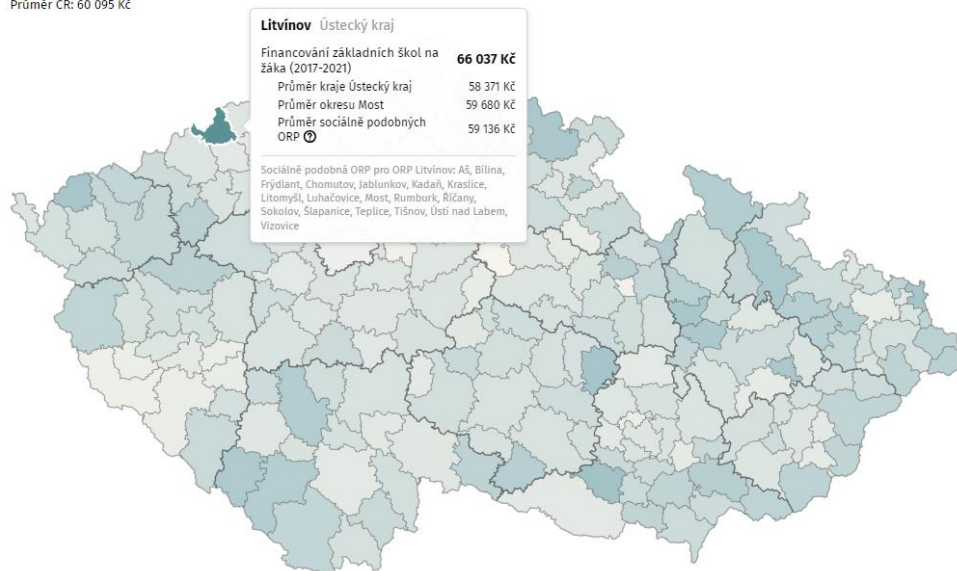 Průměr ČR: 60 095 Kč
Litvínov Ústecký kraj
Financování základních škol na
žáka (2017-2021)
66 037 Kč
Průměr kraje Ústecký kraj 58 371 Kč
Průměr okresu Most 59 680 Kč
Průměr sociálně podobných
ORP ?
59 136 Kč
Sociálně podobná ORP pro ORP Litvínov: Aš, Bílina,
Frýdlant, Chomutov, Jablunkov, Kadaň, Kraslice,
Litomyšl, Luhačovice, Most, Rumburk, Říčany,
Sokolov, Šlapanice, Teplice, Tišnov, Ústí nad Labem,
Vizovice